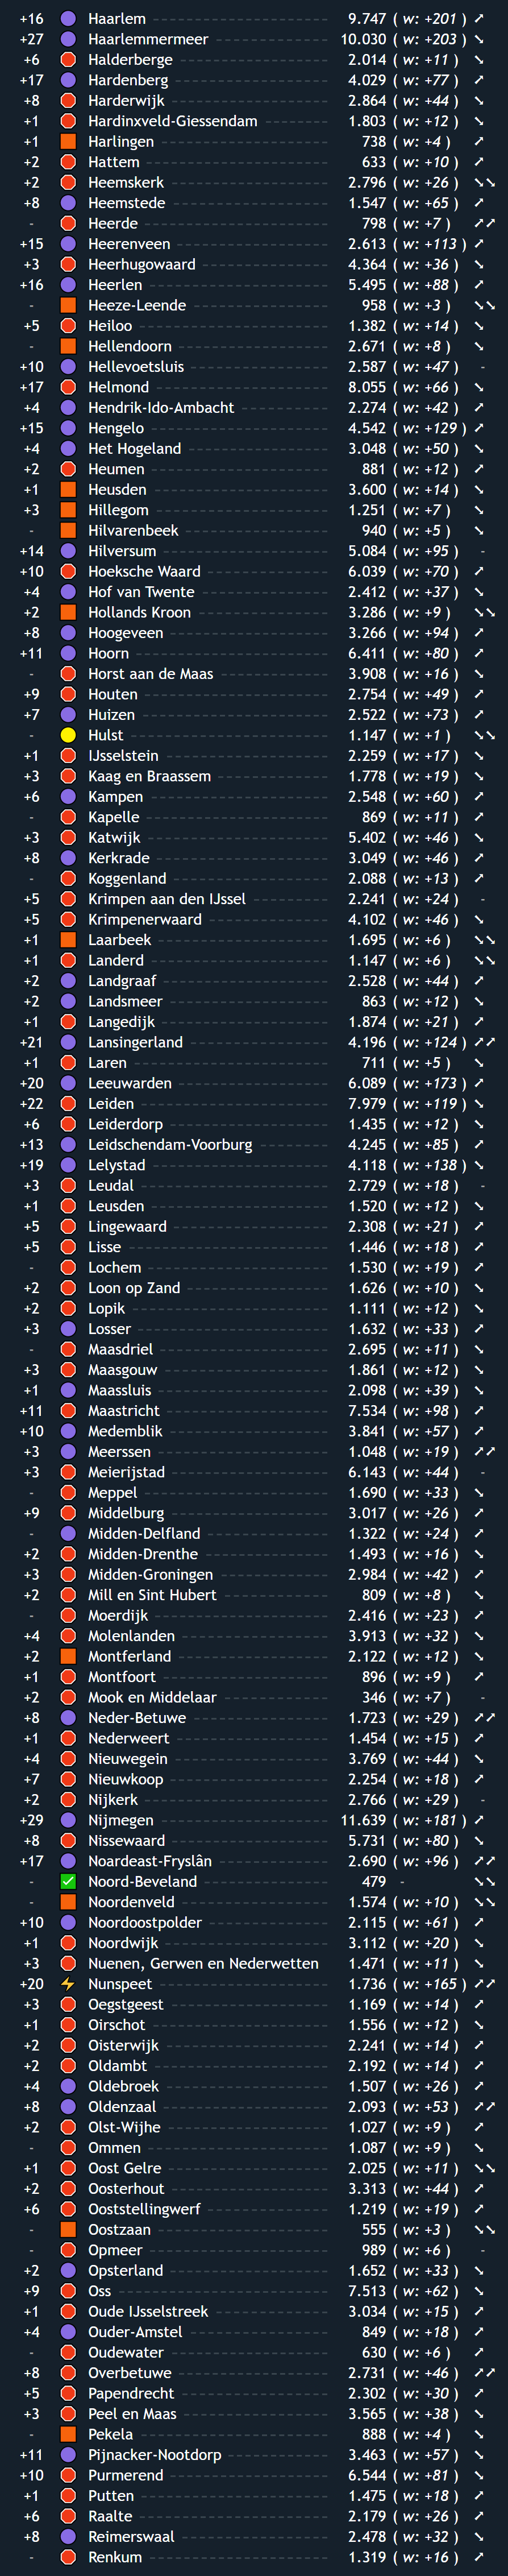 +16 Haarlem 9.747 ( w: +201 ) ➚
+27 Haarlemmermeer 10.030 ( w: +203 ) ➘
+6 Halderberge 2.014 ( w: +11 ) ➘
+17 Hardenberg 4.029 ( w: +77 ) ➚
+8 Harderwijk 2.864 ( w: +44 ) ➘
+1 Hardinxveld-Giessendam 1.803 ( w: +12 ) ➘
+1 Harlingen 738 ( w: +4 ) ➚
+2 Hattem 633 ( w: +10 ) ➚
+2 Heemskerk 2.796 ( w: +26 ) ➘➘
+8 Heemstede 1.547 ( w: +65 ) ➚
- Heerde 798 ( w: +7 ) ➚➚
+15 Heerenveen 2.613 ( w: +113 ) ➚
+3 Heerhugowaard 4.364 ( w: +36 ) ➘
+16 Heerlen 5.495 ( w: +88 ) ➚
- Heeze-Leende 958 ( w: +3 ) ➘➘
+5 Heiloo 1.382 ( w: +14 ) ➘
- Hellendoorn 2.671 ( w: +8 ) ➘
+10 Hellevoetsluis 2.587 ( w: +47 ) -
+17 Helmond 8.055 ( w: +66 ) ➘
+4 Hendrik-Ido-Ambacht 2.274 ( w: +42 ) ➚
+15 Hengelo 4.542 ( w: +129 ) ➚
+4 Het Hogeland 3.048 ( w: +50 ) ➘
+2 Heumen 881 ( w: +12 ) ➚
+1 Heusden 3.600 ( w: +14 ) ➘
+3 Hillegom 1.251 ( w: +7 ) ➘
- Hilvarenbeek 940 ( w: +5 ) ➘
+14 Hilversum 5.084 ( w: +95 ) -
+10 Hoeksche Waard 6.039 ( w: +70 ) ➚
+4 Hof van Twente 2.412 ( w: +37 ) ➘
+2 Hollands Kroon 3.286 ( w: +9 ) ➘➘
+8 Hoogeveen 3.266 ( w: +94 ) ➚
+11 Hoorn 6.411 ( w: +80 ) ➚
- Horst aan de Maas 3.908 ( w: +16 ) ➘
+9 Houten 2.754 ( w: +49 ) ➚
+7 Huizen 2.522 ( w: +73 ) ➚
- Hulst 1.147 ( w: +1 ) ➘➘
+1 IJsselstein 2.259 ( w: +17 ) ➘
+3 Kaag en Braassem 1.778 ( w: +19 ) ➘
+6 Kampen 2.548 ( w: +60 ) ➚
- Kapelle 869 ( w: +11 ) ➚
+3 Katwijk 5.402 ( w: +46 ) ➘
+8 Kerkrade 3.049 ( w: +46 ) ➚
- Koggenland 2.088 ( w: +13 ) ➚
+5 Krimpen aan den IJssel 2.241 ( w: +24 ) -
+5 Krimpenerwaard 4.102 ( w: +46 ) ➘
+1 Laarbeek 1.695 ( w: +6 ) ➘➘
+1 Landerd 1.147 ( w: +6 ) ➘➘
+2 Landgraaf 2.528 ( w: +44 ) ➚
+2 Landsmeer 863 ( w: +12 ) ➘
+1 Langedijk 1.874 ( w: +21 ) ➚
+21 Lansingerland 4.196 ( w: +124 ) ➚➚
+1 Laren 711 ( w: +5 ) ➘
+20 Leeuwarden 6.089 ( w: +173 ) ➚
+22 Leiden 7.979 ( w: +119 ) ➘
+6 Leiderdorp 1.435 ( w: +12 ) ➘
+13 Leidschendam-Voorburg 4.245 ( w: +85 ) ➚
+19 Lelystad 4.118 ( w: +138 ) ➘
+3 Leudal 2.729 ( w: +18 ) -
+1 Leusden 1.520 ( w: +12 ) ➘
+5 Lingewaard 2.308 ( w: +21 ) ➚
+5 Lisse 1.446 ( w: +18 ) ➚
- Lochem 1.530 ( w: +19 ) ➚
+2 Loon op Zand 1.626 ( w: +10 ) ➘
+2 Lopik 1.111 ( w: +12 ) ➘
+3 Losser 1.632 ( w: +33 ) ➚
- Maasdriel 2.695 ( w: +11 ) ➘
+3 Maasgouw 1.861 ( w: +12 ) ➘
+1 Maassluis 2.098 ( w: +39 ) ➘
+11 Maastricht 7.534 ( w: +98 ) ➚
+10 Medemblik 3.841 ( w: +57 ) ➚
+3 Meerssen 1.048 ( w: +19 ) ➚➚
+3 Meierijstad 6.143 ( w: +44 ) -
- Meppel 1.690 ( w: +33 ) ➘
+9 Middelburg 3.017 ( w: +26 ) ➚
- Midden-Delfland 1.322 ( w: +24 ) ➚
+2 Midden-Drenthe 1.493 ( w: +16 ) ➘
+3 Midden-Groningen 2.984 ( w: +42 ) ➚
+2 Mill en Sint Hubert 809 ( w: +8 ) ➘
- Moerdijk 2.416 ( w: +23 ) ➚
+4 Molenlanden 3.913 ( w: +32 ) ➘
+2 Montferland 2.122 ( w: +12 ) ➘
+1 Montfoort 896 ( w: +9 ) ➚
+2 Mook en Middelaar 346 ( w: +7 ) -
+8 Neder-Betuwe 1.723 ( w: +29 ) ➚➚
+1 Nederweert 1.454 ( w: +15 ) ➚
+4 Nieuwegein 3.769 ( w: +44 ) ➘
+7 Nieuwkoop 2.254 ( w: +18 ) ➚
+2 Nijkerk 2.766 ( w: +29 ) -
+29 Nijmegen 11.639 ( w: +181 ) ➚
+8 Nissewaard 5.731 ( w: +80 ) ➘
+17 Noardeast-Fryslân 2.690 ( w: +96 ) ➚➚
- Noord-Beveland 479 - ➘➘
- Noordenveld 1.574 ( w: +10 ) ➘➘
+10 Noordoostpolder 2.115 ( w: +61 ) ➚
+1 Noordwijk 3.112 ( w: +20 ) ➘
+3 Nuenen, Gerwen en Nederwetten 1.471 ( w: +11 ) ➘
+20 Nunspeet 1.736 ( w: +165 ) ➚➚
+3 Oegstgeest 1.169 ( w: +14 ) ➚
+1 Oirschot 1.556 ( w: +12 ) ➘
+2 Oisterwijk 2.241 ( w: +14 ) ➚
+2 Oldambt 2.192 ( w: +14 ) ➚
+4 Oldebroek 1.507 ( w: +26 ) ➚
+8 Oldenzaal 2.093 ( w: +53 ) ➚➚
+2 Olst-Wijhe 1.027 ( w: +9 ) ➚
- Ommen 1.087 ( w: +9 ) ➘
+1 Oost Gelre 2.025 ( w: +11 ) ➘➘
+2 Oosterhout 3.313 ( w: +44 ) ➚
+6 Ooststellingwerf 1.219 ( w: +19 ) ➚
- Oostzaan 555 ( w: +3 ) ➘➘
- Opmeer 989 ( w: +6 ) -
+2 Opsterland 1.652 ( w: +33 ) ➘
+9 Oss 7.513 ( w: +62 ) ➘
+1 Oude IJsselstreek 3.034 ( w: +15 ) ➚
+4 Ouder-Amstel 849 ( w: +18 ) ➚
- Oudewater 630 ( w: +6 ) ➚
+8 Overbetuwe 2.731 ( w: +46 ) ➚➚
+5 Papendrecht 2.302 ( w: +30 ) ➚
+3 Peel en Maas 3.565 ( w: +38 ) ➘
- Pekela 888 ( w: +4 ) ➘
+11 Pijnacker-Nootdorp 3.463 ( w: +57 ) ➘
+10 Purmerend 6.544 ( w: +81 ) ➘
+1 Putten 1.475 ( w: +18 ) ➚
+6 Raalte 2.179 ( w: +26 ) ➚
+8 Reimerswaal 2.478 ( w: +32 ) ➘
- Renkum 1.319 ( w: +16 ) ➚